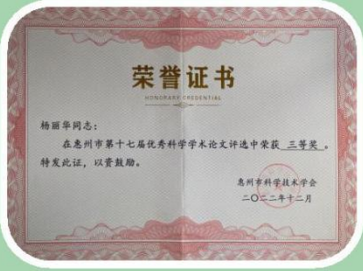 荣誉证书
HONORARY CREDENTIAL
杨丽华同志：
在惠州市第十七届优秀科学学术论文评选中荣获 三等奖 。
特发此证，以资鼓励。
惠州市科学技术学会
二〇二二年十二月